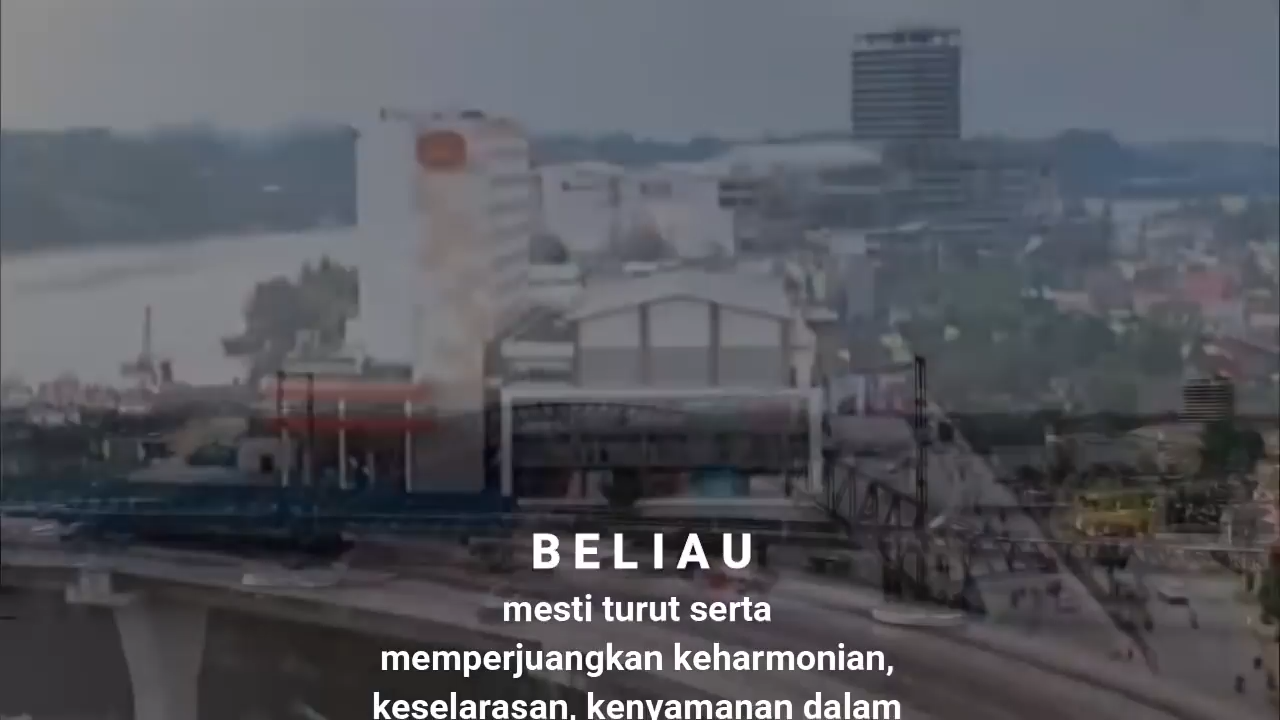 BELIAU
mesti turut serta
memperjuangkan keharmonian,
keselarasan, kenyamanan dalam